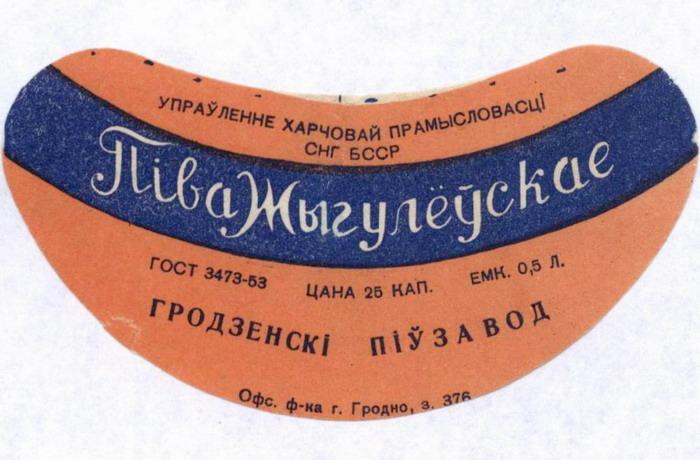 УПРАЎЛЕННЕ ХАРЧОВАЙ ПРАМЫСЛОВАСЦІ
СНГ БССР
Піва Жыгулёўскае
ГОСТ 3473-53 ЦАНА 25 КАП. ЕМК. 0,5 Л.
ГРОДЗЕНСКІ ПІЎЗАВОД
Офс. ф-ка г. Гродно, з. 376